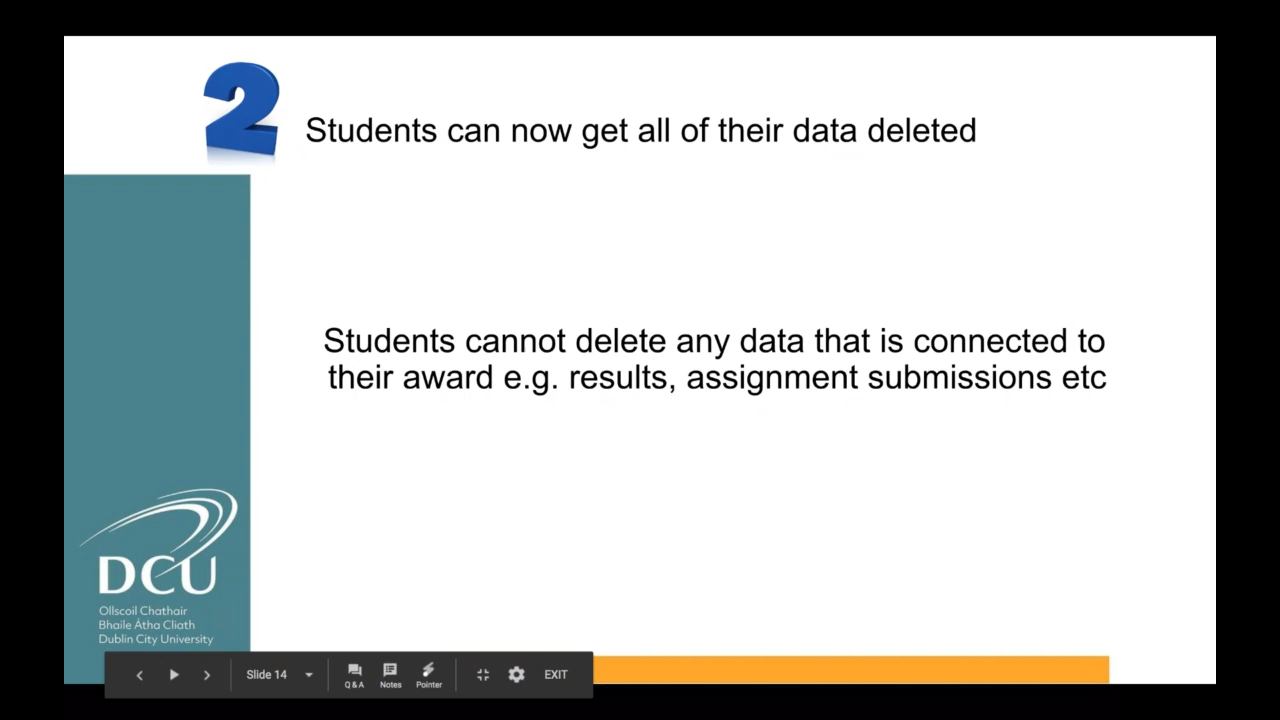 2
Students can now get all of their data deleted
Students cannot delete any data that is connected to
their award e.g. results, assignment submissions etc
DCU
Ollscoil Chathair
Bhaile Átha Cliath
Dublin City University
Slide 14
Q & A
Notes
Pointer
EXIT